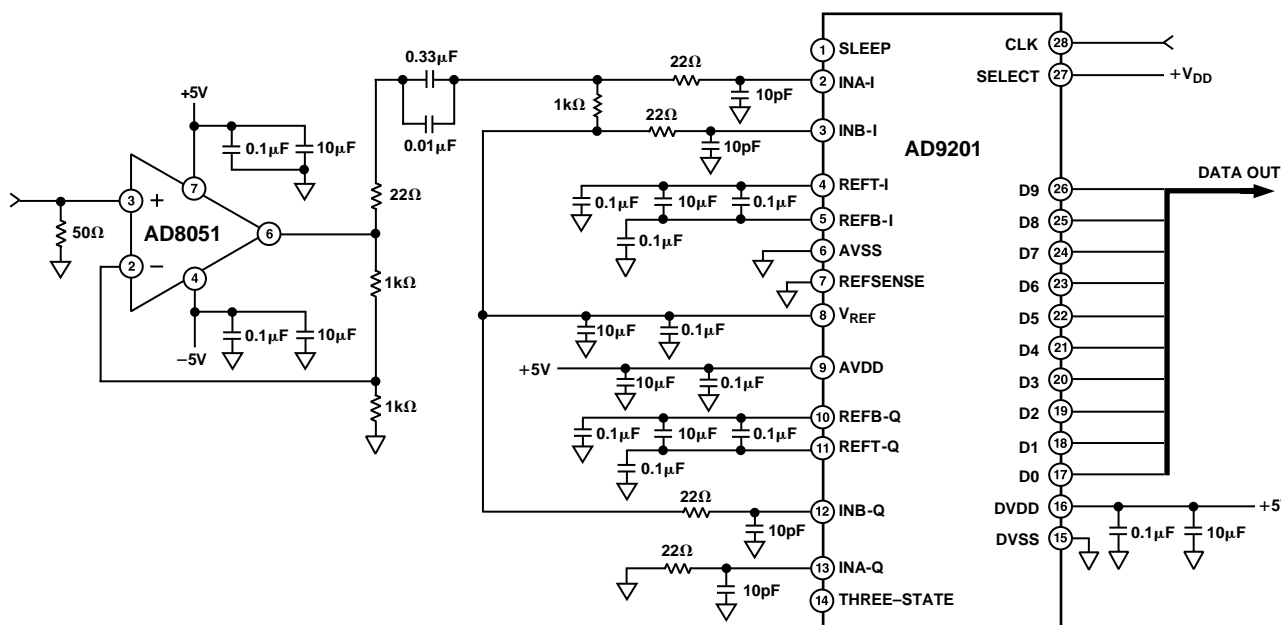 0.33µF
0.01µF
22Ω
10pF
1kΩ
22Ω
10pF
+5V
0.1µF
10µF
7
3
+
50Ω
AD8051
6
2
−
4
0.1µF
10µF
−5V
22Ω
1kΩ
1kΩ
0.1µF
10µF
0.1µF
0.1µF
10µF
0.1µF
+5V
10µF
0.1µF
0.1µF
10µF
0.1µF
0.1µF
22Ω
10pF
22Ω
10pF
AD9201
1 SLEEP
2 INA-I
3 INB-I
4 REFT-I
5 REFB-I
6 AVSS
7 REFSENSE
8 VREF
9 AVDD
10 REFB-Q
11 REFT-Q
12 INB-Q
13 INA-Q
14 THREE–STATE
CLK 28
SELECT 27
+VDD
DATA OUT
D9 26
D8 25
D7 24
D6 23
D5 22
D4 21
D3 20
D2 19
D1 18
D0 17
DVDD 16
DVSS 15
0.1µF
10µF